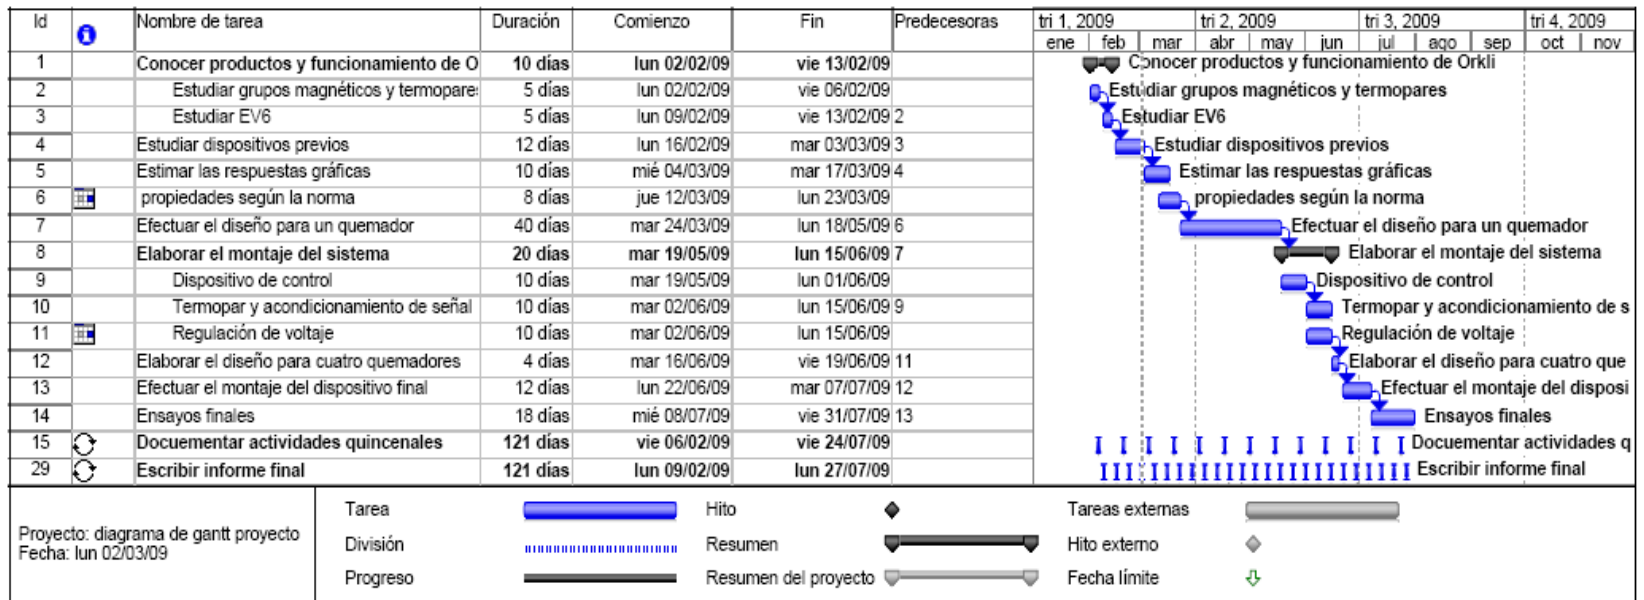 Id Nombre de tarea Duración Comienzo Fin Predecesoras tri 1, 2009 tri 2, 2009 tri 3, 2009 tri 4, 2009
ene feb mar abr may jun jul ago sep oct nov
1 Conocer productos y funcionamiento de O 10 días lun 02/02/09 vie 13/02/09 Conocer productos y funcionamiento de Orkli
2 Estudiar grupos magnéticos y termopares 5 días lun 02/02/09 vie 06/02/09 Estudiar grupos magnéticos y termopares
3 Estudiar EV6 5 días lun 09/02/09 vie 13/02/09 2 Estudiar EV6
4 Estudiar dispositivos previos 12 días lun 16/02/09 mar 03/03/09 3 Estudiar dispositivos previos
5 Estimar las respuestas gráficas 10 días mié 04/03/09 mar 17/03/09 4 Estimar las respuestas gráficas
6 propiedades según la norma 8 días jue 12/03/09 lun 23/03/09 propiedades según la norma
7 Efectuar el diseño para un quemador 40 días mar 24/03/09 lun 18/05/09 6 Efectuar el diseño para un quemador
8 Elaborar el montaje del sistema 20 días mar 19/05/09 lun 15/06/09 7 Elaborar el montaje del sistema
9 Dispositivo de control 10 días mar 19/05/09 lun 01/06/09 Dispositivo de control
10 Termopar y acondicionamiento de señal 10 días mar 02/06/09 lun 15/06/09 9 Termopar y acondicionamiento de s
11 Regulación de voltaje 10 días mar 02/06/09 lun 15/06/09 Regulación de voltaje
12 Elaborar el diseño para cuatro quemadores 4 días mar 16/06/09 vie 19/06/09 11 Elaborar el diseño para cuatro que
13 Efectuar el montaje del dispositivo final 12 días lun 22/06/09 mar 07/07/09 12 Efectuar el montaje del disposi
14 Ensayos finales 18 días mié 08/07/09 vie 31/07/09 13 Ensayos finales
15 Docuementar actividades quincenales 121 días vie 06/02/09 vie 24/07/09 Docuementar actividades q
29 Escribir informe final 121 días lun 09/02/09 lun 27/07/09 Escribir informe final
Proyecto: diagrama de gantt proyecto
Fecha: lun 02/03/09
Tarea Hito Tareas externas
División Resumen Hito externo
Progreso Resumen del proyecto Fecha límite